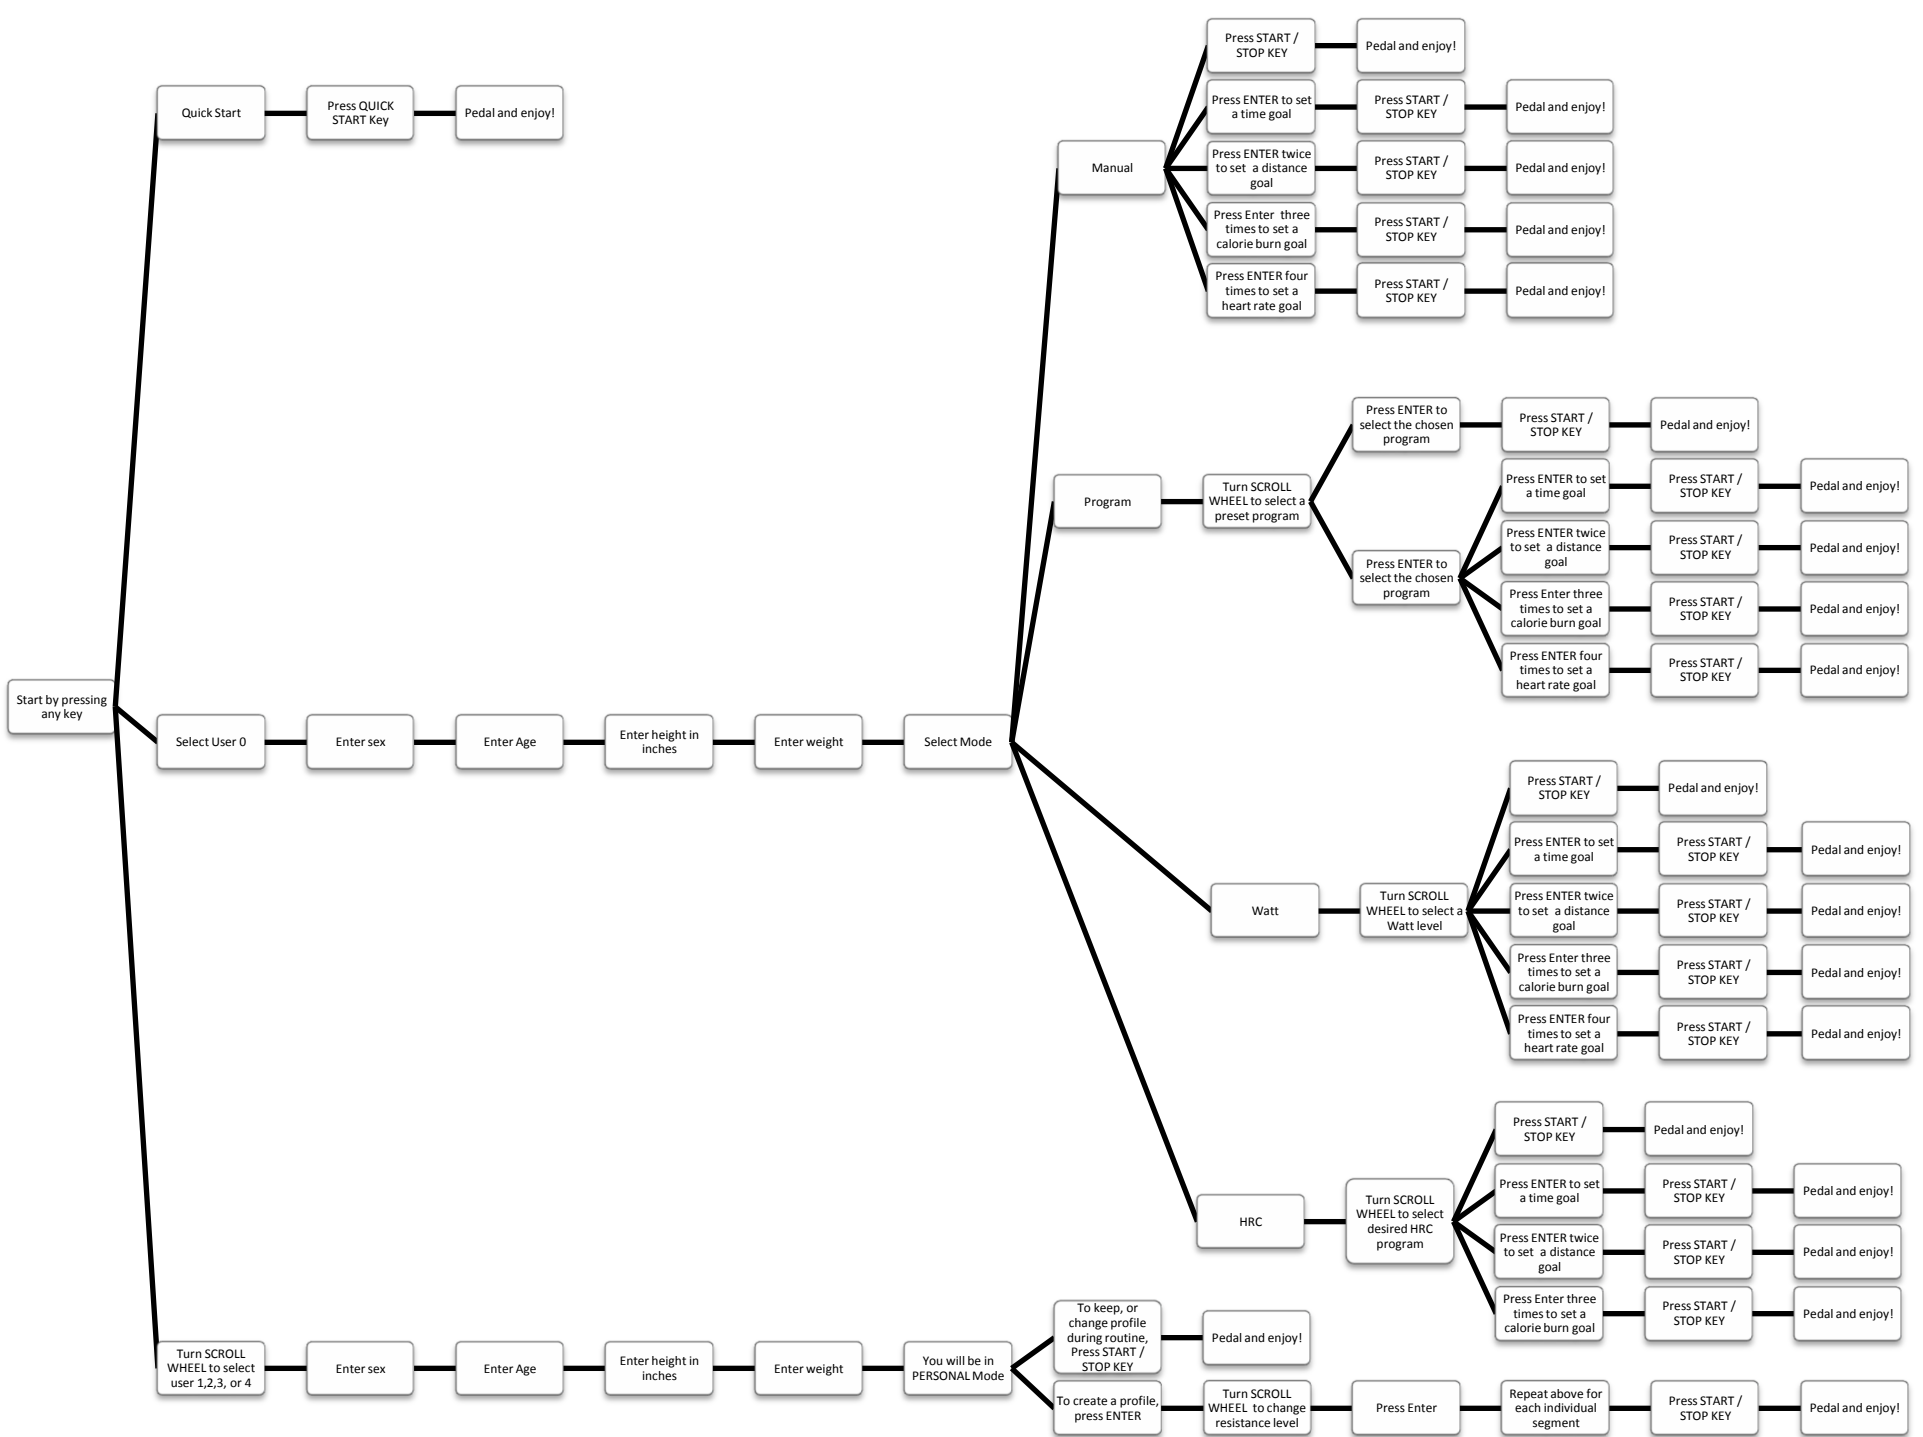 Press START /
STOP KEY
Pedal and enjoy!
Quick Start
Press QUICK
START Key
Pedal and enjoy!
Press ENTER to set
a time goal
Press START /
STOP KEY
Pedal and enjoy!
Manual
Press ENTER twice
to set a distance
goal
Press START /
STOP KEY
Pedal and enjoy!
Press Enter three
times to set a
calorie burn goal
Press START /
STOP KEY
Pedal and enjoy!
Press ENTER four
times to set a
heart rate goal
Press START /
STOP KEY
Pedal and enjoy!
Program
Turn SCROLL
WHEEL to select a
preset program
Press ENTER to
select the chosen
program
Press START /
STOP KEY
Pedal and enjoy!
Press ENTER to
select the chosen
program
Press ENTER to set
a time goal
Press START /
STOP KEY
Pedal and enjoy!
Press ENTER twice
to set a distance
goal
Press START /
STOP KEY
Pedal and enjoy!
Press Enter three
times to set a
calorie burn goal
Press START /
STOP KEY
Pedal and enjoy!
Press ENTER four
times to set a
heart rate goal
Press START /
STOP KEY
Pedal and enjoy!
Start by pressing
any key
Select User 0
Enter sex
Enter Age
Enter height in
inches
Enter weight
Select Mode
Watt
Turn SCROLL
WHEEL to select a
Watt level
Press START /
STOP KEY
Pedal and enjoy!
Press ENTER to set
a time goal
Press START /
STOP KEY
Pedal and enjoy!
Press ENTER twice
to set a distance
goal
Press START /
STOP KEY
Pedal and enjoy!
Press Enter three
times to set a
calorie burn goal
Press START /
STOP KEY
Pedal and enjoy!
Press ENTER four
times to set a
heart rate goal
Press START /
STOP KEY
Pedal and enjoy!
HRC
Turn SCROLL
WHEEL to select
desired HRC
program
Press START /
STOP KEY
Pedal and enjoy!
Press ENTER to set
a time goal
Press START /
STOP KEY
Pedal and enjoy!
Press ENTER twice
to set a distance
goal
Press START /
STOP KEY
Pedal and enjoy!
Press Enter three
times to set a
calorie burn goal
Press START /
STOP KEY
Pedal and enjoy!
Turn SCROLL
WHEEL to select
user 1,2,3, or 4
Enter sex
Enter Age
Enter height in
inches
Enter weight
You will be in
PERSONAL Mode
To keep, or
change profile
during routine,
Press START /
STOP KEY
Pedal and enjoy!
To create a profile,
press ENTER
Turn SCROLL
WHEEL to change
resistance level
Press Enter
Repeat above for
each individual
segment
Press START /
STOP KEY
Pedal and enjoy!